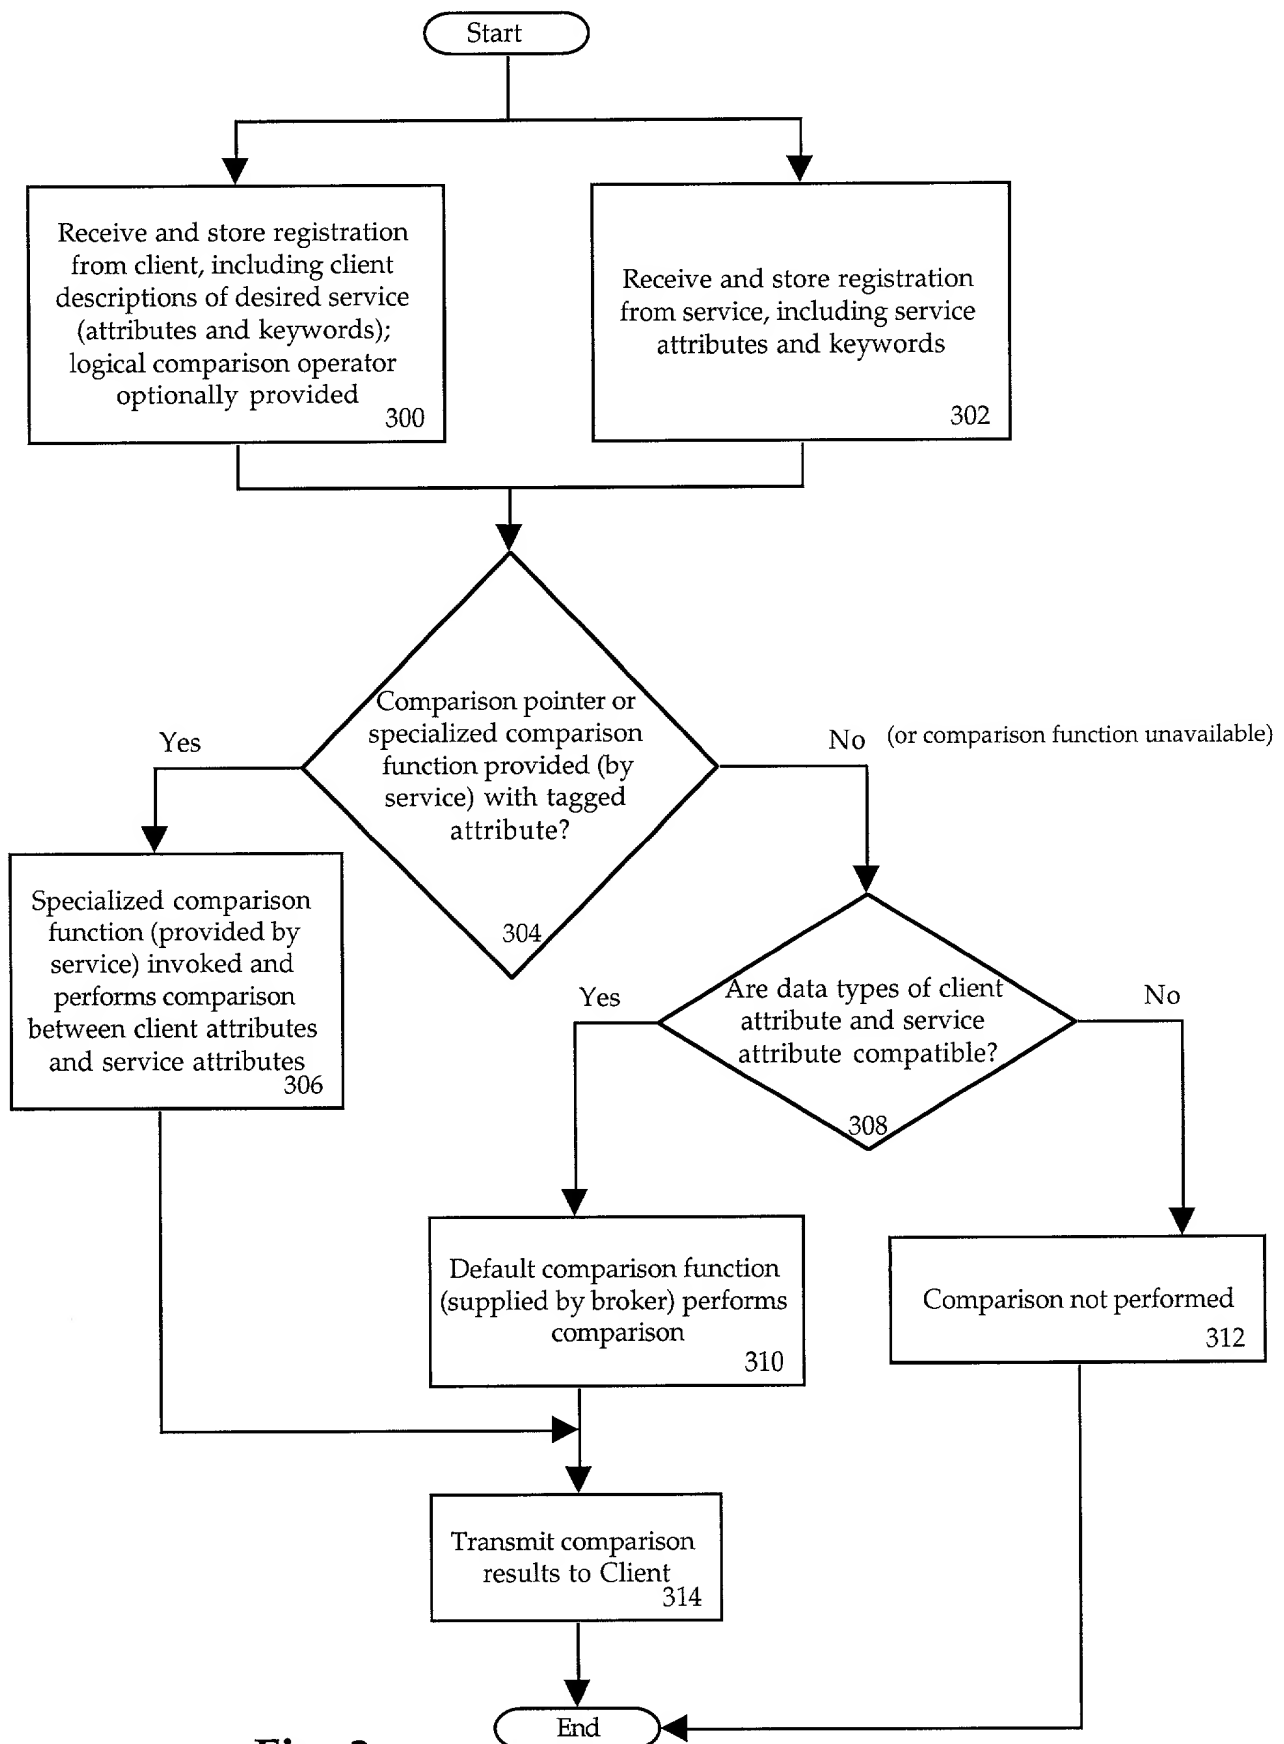 Start
Receive and store registration
from client, including client
descriptions of desired service
(attributes and keywords);
logical comparison operator
optionally provided
300
Receive and store registration
from service, including service
attributes and keywords
302
Comparison pointer or
specialized comparison
function provided (by
service) with tagged
attribute?
304
Yes
No (or comparison function unavailable)
Specialized comparison
function (provided by
service) invoked and
performs comparison
between client attributes
and service attributes
306
Are data types of client
attribute and service
attribute compatible?
308
Yes
No
Default comparison function
(supplied by broker) performs
comparison
310
Comparison not performed
312
Transmit comparison
results to Client
314
End